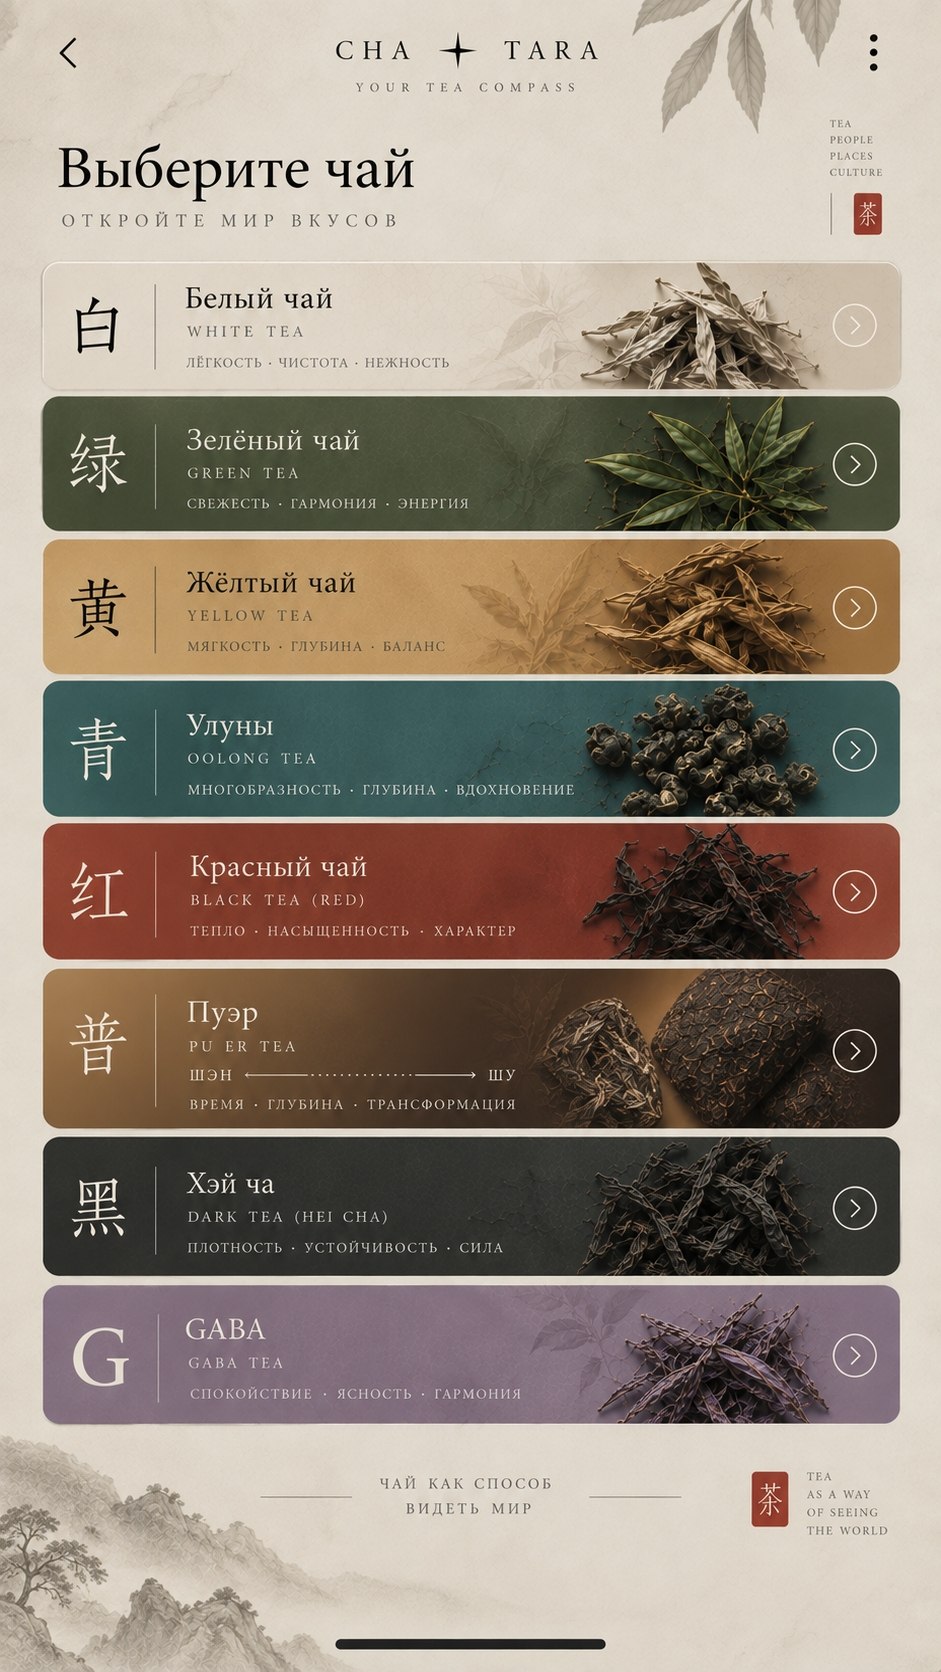 CHA TARA
YOUR TEA COMPASS
TEA
PEOPLE
PLACES
CULTURE
茶
Выберите чай
ОТКРОЙТЕ МИР ВКУСОВ
白
Белый чай
WHITE TEA
ЛЁГКОСТЬ · ЧИСТОТА · НЕЖНОСТЬ
绿
Зелёный чай
GREEN TEA
СВЕЖЕСТЬ · ГАРМОНИЯ · ЭНЕРГИЯ
黄
Жёлтый чай
YELLOW TEA
МЯГКОСТЬ · ГЛУБИНА · БАЛАНС
青
Улуны
OOLONG TEA
МНОГОБРАЗНОСТЬ · ГЛУБИНА · ВДОХНОВЕНИЕ
红
Красный чай
BLACK TEA (RED)
ТЕПЛО · НАСЫЩЕННОСТЬ · ХАРАКТЕР
普
Пуэр
PU ER TEA
ШЭН ШУ
ВРЕМЯ · ГЛУБИНА · ТРАНСФОРМАЦИЯ
黑
Хэй ча
DARK TEA (HEI CHA)
ПЛОТНОСТЬ · УСТОЙЧИВОСТЬ · СИЛА
G
GABA
GABA TEA
СПОКОЙСТВИЕ · ЯСНОСТЬ · ГАРМОНИЯ
ЧАЙ КАК СПОСОБ
ВИДЕТЬ МИР
茶
TEA
AS A WAY
OF SEEING
THE WORLD